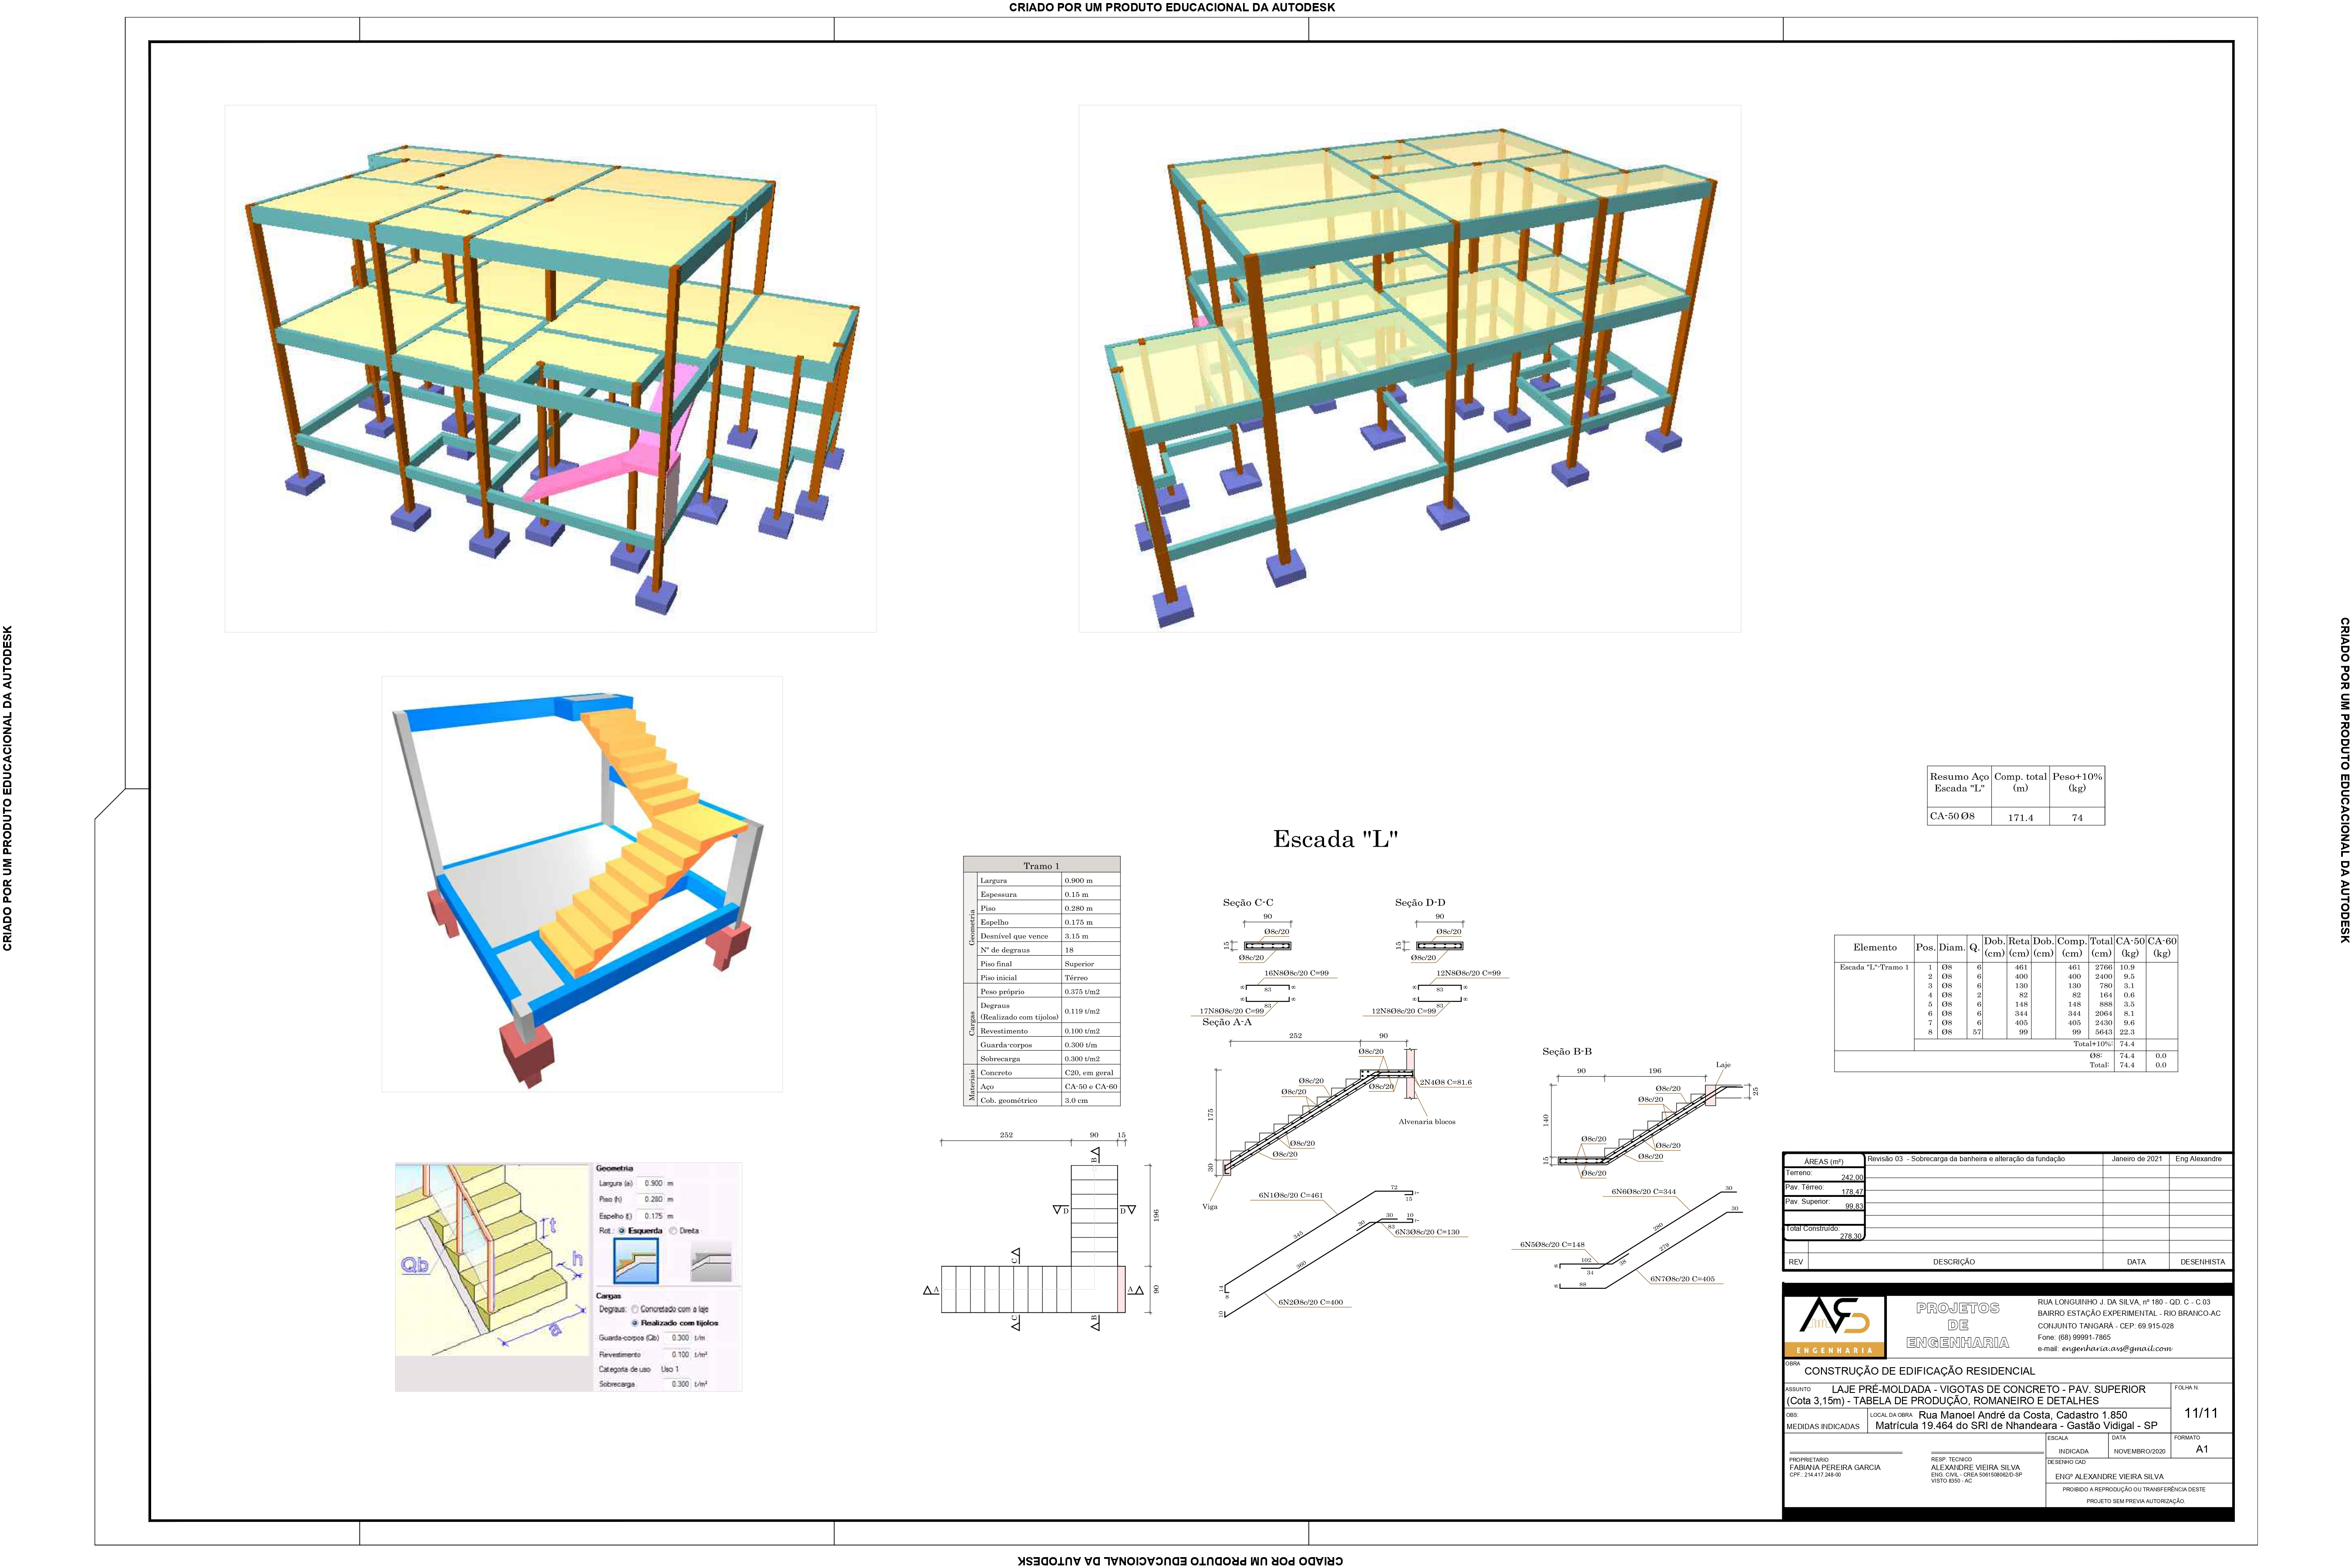 CRIADO POR UM PRODUTO EDUCACIONAL DA AUTODESK
CRIADO POR UM PRODUTO EDUCACIONAL DA AUTODESK
CRIADO POR UM PRODUTO EDUCACIONAL DA AUTODESK
Resumo Aço Escada "L" Comp. total (m) Peso+10% (kg)
CA-50 Ø8 171.4 74
Escada "L"
Tramo 1
Geometria
Largura 0.900 m
Espessura 0.15 m
Piso 0.280 m
Espelho 0.175 m
Desnível que vence 3.15 m
Nº de degraus 18
Piso final Superior
Piso inicial Térreo
Cargas
Peso próprio 0.375 t/m2
Degraus (Realizado com tijolos) 0.119 t/m2
Revestimento 0.100 t/m2
Guarda-corpos 0.300 t/m
Sobrecarga 0.300 t/m2
Materiais
Concreto C20, em geral
Aço CA-50 e CA-60
Cob. geométrico 3.0 cm
Seção C-C
90
Ø8c/20
15
Ø8c/20
16N8Ø8c/20 C=99
8 83 8
8 83 8
17N8Ø8c/20 C=99
Seção D-D
90
Ø8c/20
15
Ø8c/20
12N8Ø8c/20 C=99
8 83 8
8 83 8
12N8Ø8c/20 C=99
Seção A-A
252 90
Ø8c/20
Ø8c/20
Ø8c/20
Ø8c/20
2N4Ø8 C=81.6
175
Alvenaria blocos
Ø8c/20
Ø8c/20
30
Viga
6N1Ø8c/20 C=461
72
15
345
14
8
30
30
10
83
6N3Ø8c/20 C=130
360
10
6N2Ø8c/20 C=400
Seção B-B
Laje
90 196
Ø8c/20
Ø8c/20
25
140
Ø8c/20
Ø8c/20
Ø8c/20
15
Ø8c/20
6N6Ø8c/20 C=344
30
30
280
6N5Ø8c/20 C=148
102
34
38
279
8
8
88
6N7Ø8c/20 C=405
Elemento Pos. Diam. Q. Dob. (cm) Reta (cm) Dob. (cm) Comp. (cm) Total (cm) CA-50 (kg) CA-60 (kg)
Escada "L"-Tramo 1 1 Ø8 6 461 461 2766 10.9
2 Ø8 6 400 400 2400 9.5
3 Ø8 6 130 130 780 3.1
4 Ø8 2 82 82 164 0.6
5 Ø8 6 148 148 888 3.5
6 Ø8 6 344 344 2064 8.1
7 Ø8 6 405 405 2430 9.6
8 Ø8 57 99 99 5643 22.3
Total+10%: 74.4
Ø8: 74.4 0.0
Total: 74.4 0.0
252 90 15
B
D D
196
C
A A
90
C
B
Qb
t
h
a
Geometria
Largura (a) 0.900 m
Piso (h) 0.280 m
Espelho (t) 0.175 m
Rot.: Esquerda Direita
Cargas
Degraus: Concretado com a laje
Realizado com tijolos
Guarda-corpos (Qb) 0.300 t/m
Revestimento 0.100 t/m²
Categoria de uso Uso 1
Sobrecarga 0.300 t/m²
ÁREAS (m²)
Terreno: 242.00
Pav. Térreo: 178.47
Pav. Superior: 99.83
Total Construído: 278.30
Revisão 03 - Sobrecarga da banheira e alteração da fundação Janeiro de 2021 Eng Alexandre
REV DESCRIÇÃO DATA DESENHISTA
AVS
ENGENHARIA
PROJETOS
DE
ENGENHARIA
RUA LONGUINHO J. DA SILVA, nº 180 - QD. C - C.03
BAIRRO ESTAÇÃO EXPERIMENTAL - RIO BRANCO-AC
CONJUNTO TANGARÁ - CEP: 69.915-028
Fone: (68) 99991-7865
e-mail: engenharia.avs@gmail.com
OBRA
CONSTRUÇÃO DE EDIFICAÇÃO RESIDENCIAL
ASSUNTO LAJE PRÉ-MOLDADA - VIGOTAS DE CONCRETO - PAV. SUPERIOR
(Cota 3,15m) - TABELA DE PRODUÇÃO, ROMANEIRO E DETALHES
FOLHA N.
11/11
OBS:
MEDIDAS INDICADAS
LOCAL DA OBRA Rua Manoel André da Costa, Cadastro 1.850
Matrícula 19.464 do SRI de Nhandeara - Gastão Vidigal - SP
ESCALA
INDICADA
DATA
NOVEMBRO/2020
FORMATO
A1
PROPRIETARIO
FABIANA PEREIRA GARCIA
CPF.: 214.417.248-00
RESP. TECNICO
ALEXANDRE VIEIRA SILVA
ENG. CIVIL - CREA 5061508062/D-SP
VISTO 8350 - AC
DESENHO CAD
ENGº ALEXANDRE VIEIRA SILVA
PROIBIDO A REPRODUÇÃO OU TRANSFERÊNCIA DESTE
PROJETO SEM PREVIA AUTORIZAÇÃO.
CRIADO POR UM PRODUTO EDUCACIONAL DA AUTODESK